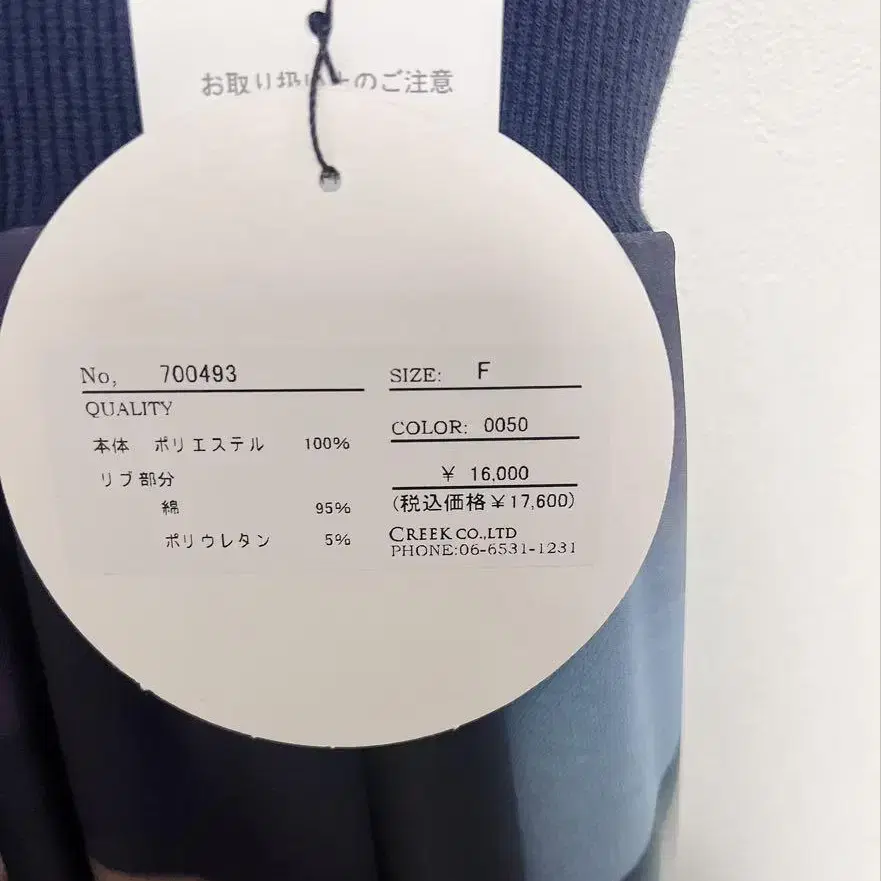 お取り扱い上のご注意
No, 700493
QUALITY
本体 ポリエステル 100%
リブ部分
綿 95%
ポリウレタン 5%
SIZE: F
COLOR: 0050
¥ 16,000
(税込価格¥17,600)
CREEK CO.,LTD
PHONE:06-6531-1231